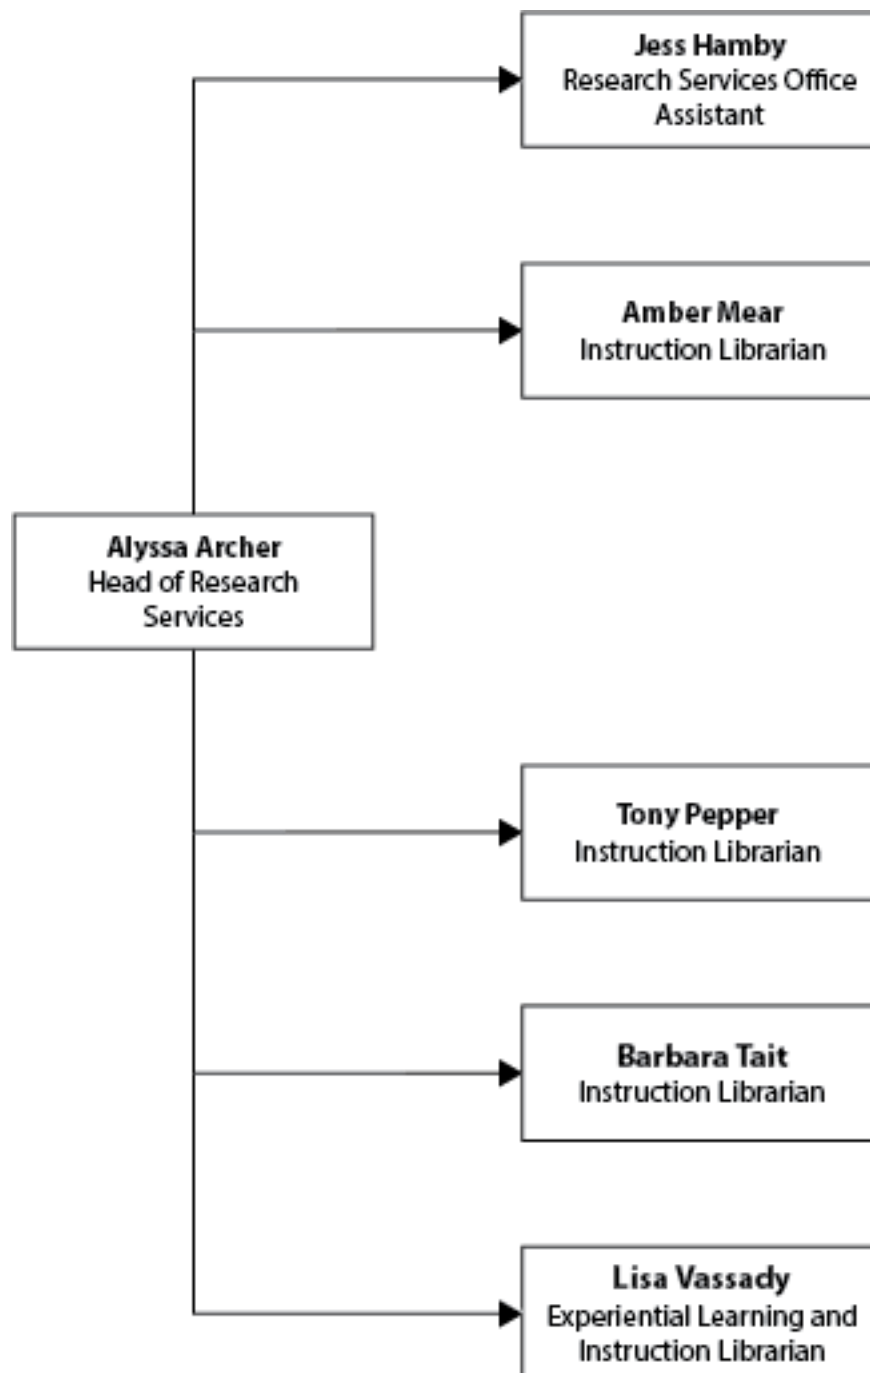 Jess Hamby
Research Services Office
Assistant
Amber Mear
Instruction Librarian
Alyssa Archer
Head of Research
Services
Tony Pepper
Instruction Librarian
Barbara Tait
Instruction Librarian
Lisa Vassady
Experiential Learning and
Instruction Librarian